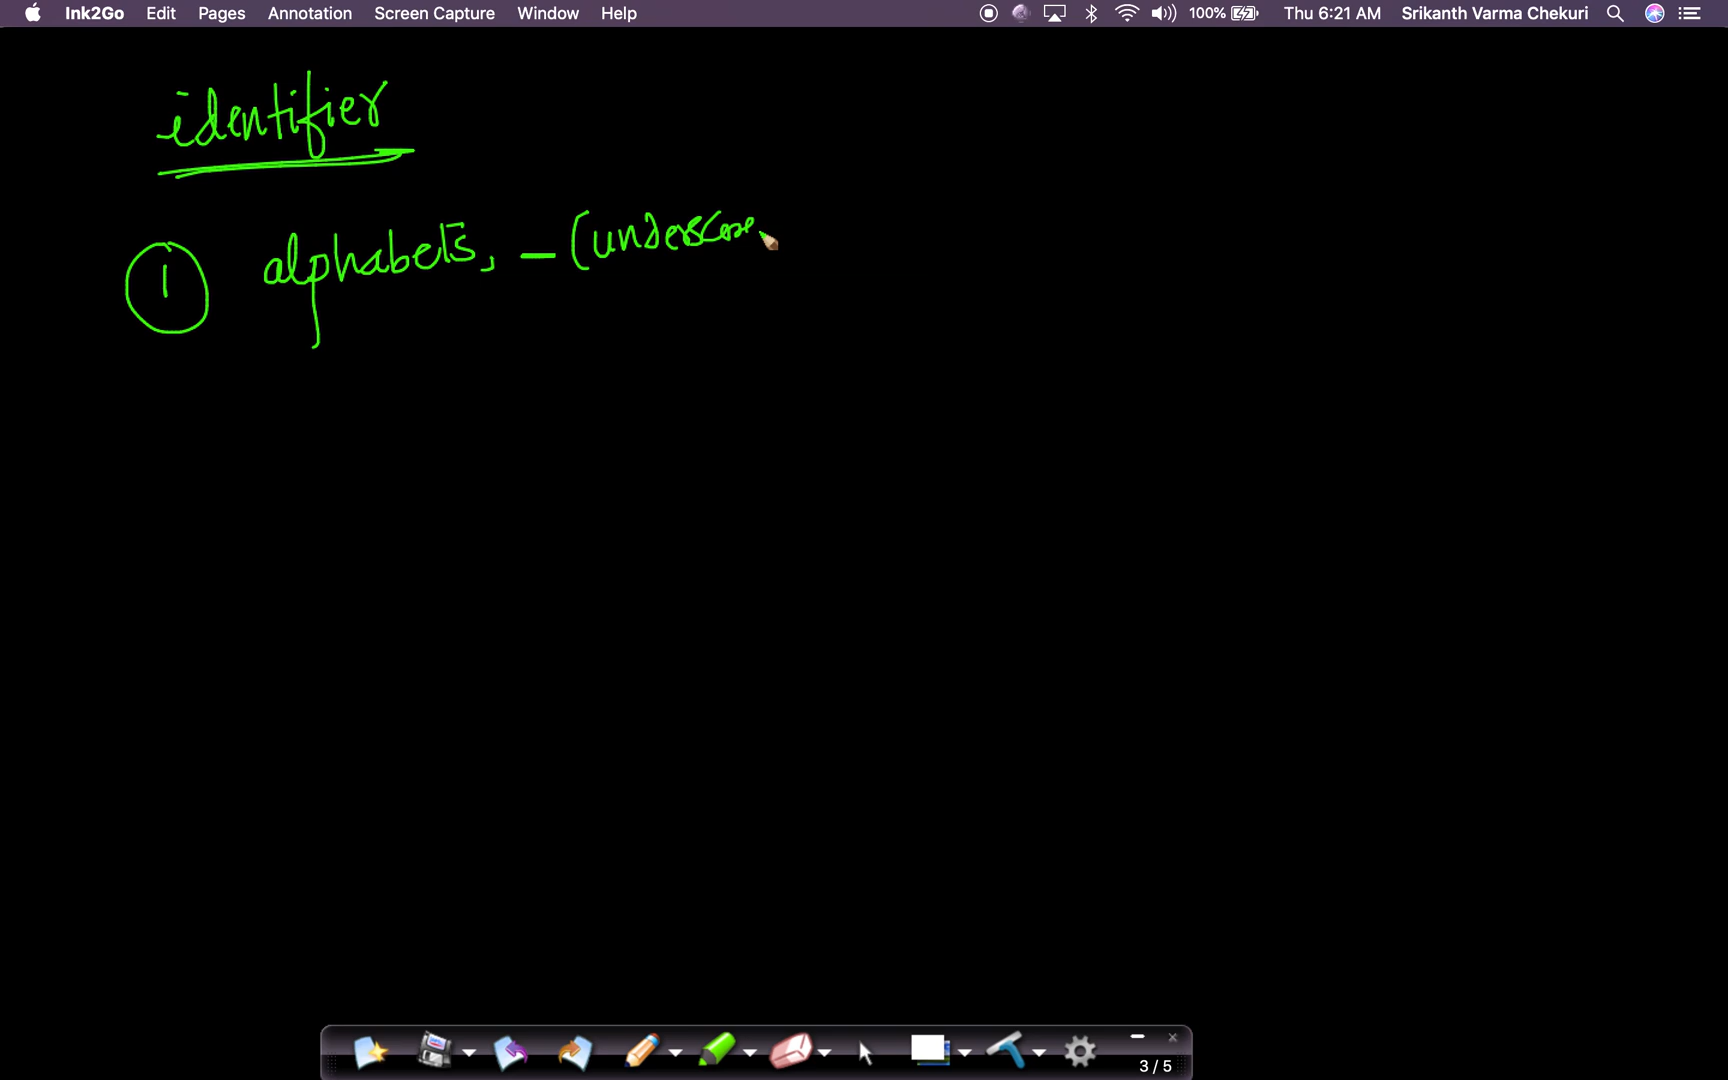 Ink2Go Edit Pages Annotation Screen Capture Window Help 100% Thu 6:21 AM Srikanth Varma Chekuri
identifier
1 alphabets, _ (underscore
3 / 5